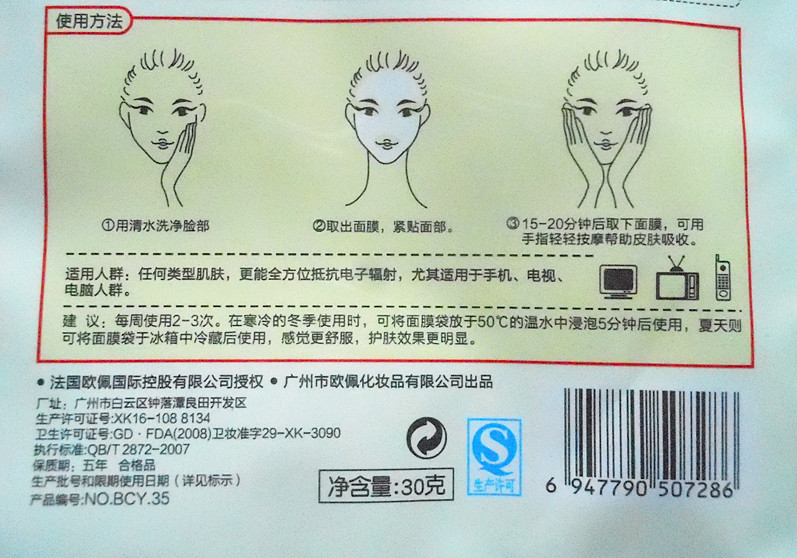 使用方法
①用清水洗净脸部
②取出面膜，紧贴面部。
③15-20分钟后取下面膜，可用
手指轻轻按摩帮助皮肤吸收。
适用人群：任何类型肌肤，更能全方位抵抗电子辐射，尤其适用于手机、电视、
电脑人群。
建 议：每周使用2-3次。在寒冷的冬季使用时，可将面膜袋放于50℃的温水中浸泡5分钟后使用，夏天则
可将面膜袋于冰箱中冷藏后使用，感觉更舒服，护肤效果更明显。
• 法国欧佩国际控股有限公司授权 • 广州市欧佩化妆品有限公司出品
厂址：广州市白云区钟落潭良田开发区
生产许可证号:XK16-108 8134
卫生许可证号:GD·FDA(2008)卫妆准字29-XK-3090
执行标准:QB/T 2872-2007
保质期：五年 合格品
生产批号和限期使用日期（详见标示）
产品编号:NO.BCY.35
净含量:30克
生产许可
6 947790 507286